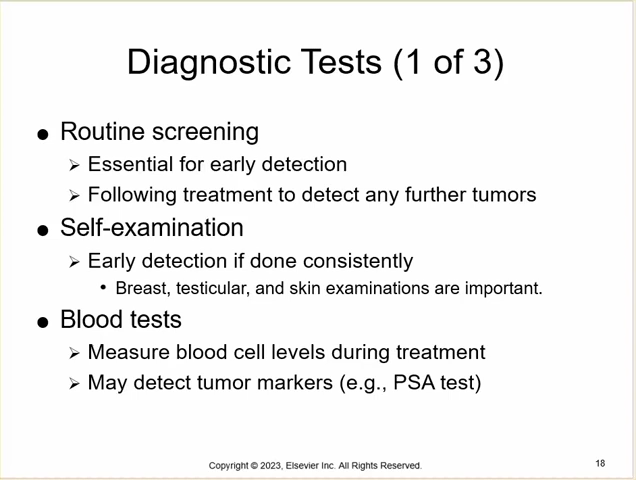 Diagnostic Tests (1 of 3)
● Routine screening
➢ Essential for early detection
➢ Following treatment to detect any further tumors
● Self-examination
➢ Early detection if done consistently
• Breast, testicular, and skin examinations are important.
● Blood tests
➢ Measure blood cell levels during treatment
➢ May detect tumor markers (e.g., PSA test)
Copyright © 2023, Elsevier Inc. All Rights Reserved.
18